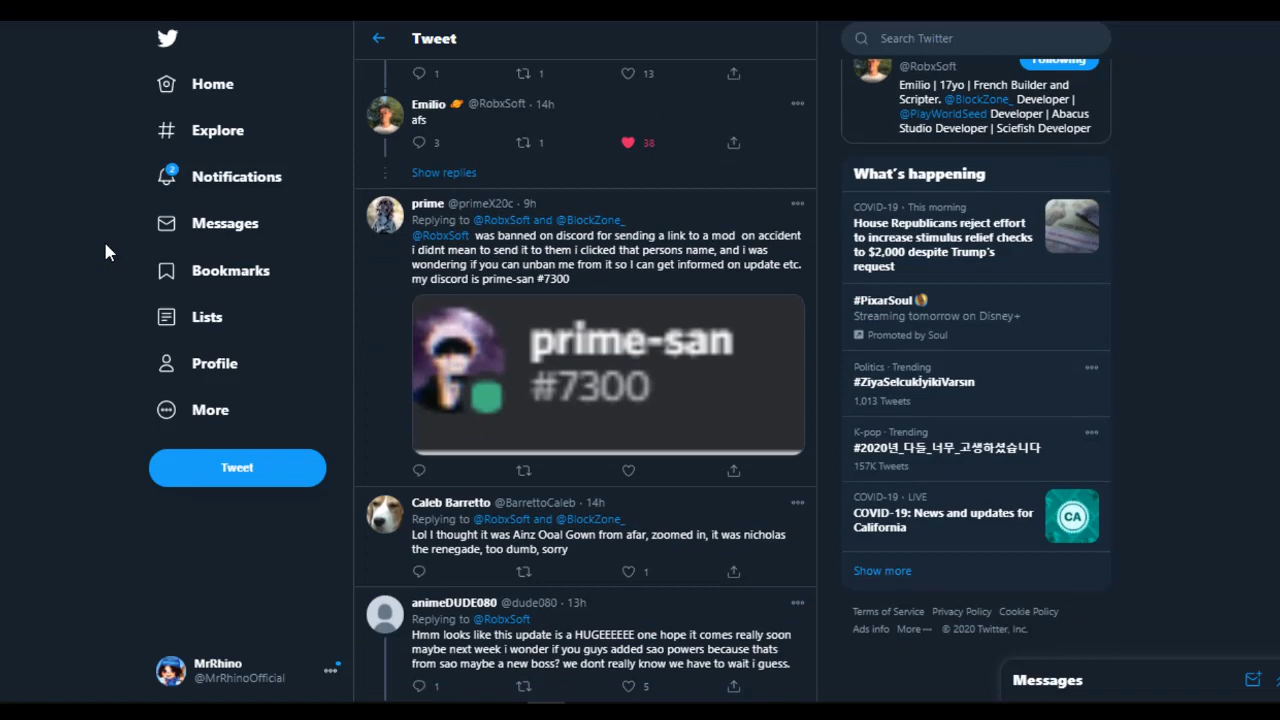 Home
Explore
2
Notifications
Messages
Bookmarks
Lists
Profile
More
Tweet
MrRhino
@MrRhinoOfficial
Tweet
1 1 13
Emilio @RobxSoft · 14h
afs
3 1 38
Show replies
prime @primeX20c · 9h
Replying to @RobxSoft and @BlockZone_
@RobxSoft was banned on discord for sending a link to a mod on accident
i didnt mean to send it to them i clicked that persons name, and i was
wondering if you can unban me from it so I can get informed on update etc.
my discord is prime-san #7300
prime-san
#7300
Caleb Barretto @BarrettoCaleb · 14h
Replying to @RobxSoft and @BlockZone_
Lol I thought it was Ainz Ooal Gown from afar, zoomed in, it was nicholas
the renegade, too dumb, sorry
1
animeDUDE080 @dude080 · 13h
Replying to @RobxSoft
Hmm looks like this update is a HUGEEEEEE one hope it comes really soon
maybe next week i wonder if you guys added sao powers because thats
from sao maybe a new boss? we dont really know we have to wait i guess.
1 5
Search Twitter
@RobxSoft
Following
Emilio | 17yo | French Builder and
Scripter. @BlockZone_ Developer |
@PlayWorldSeed Developer | Abacus
Studio Developer | Sciefish Developer
What's happening
COVID-19 · This morning
House Republicans reject effort
to increase stimulus relief checks
to $2,000 despite Trump's
request
#PixarSoul
Streaming tomorrow on Disney+
Promoted by Soul
Politics · Trending
#ZiyaSelcukİyikiVarsın
1,013 Tweets
K-pop · Trending
#2020년_다들_너무_고생하셨습니다
157K Tweets
COVID-19 · LIVE
COVID-19: News and updates for
California
CA
Show more
Terms of Service Privacy Policy Cookie Policy
Ads info More © 2020 Twitter, Inc.
Messages